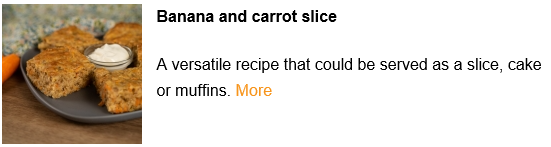 Banana and carrot slice
A versatile recipe that could be served as a slice, cake
or muffins. More